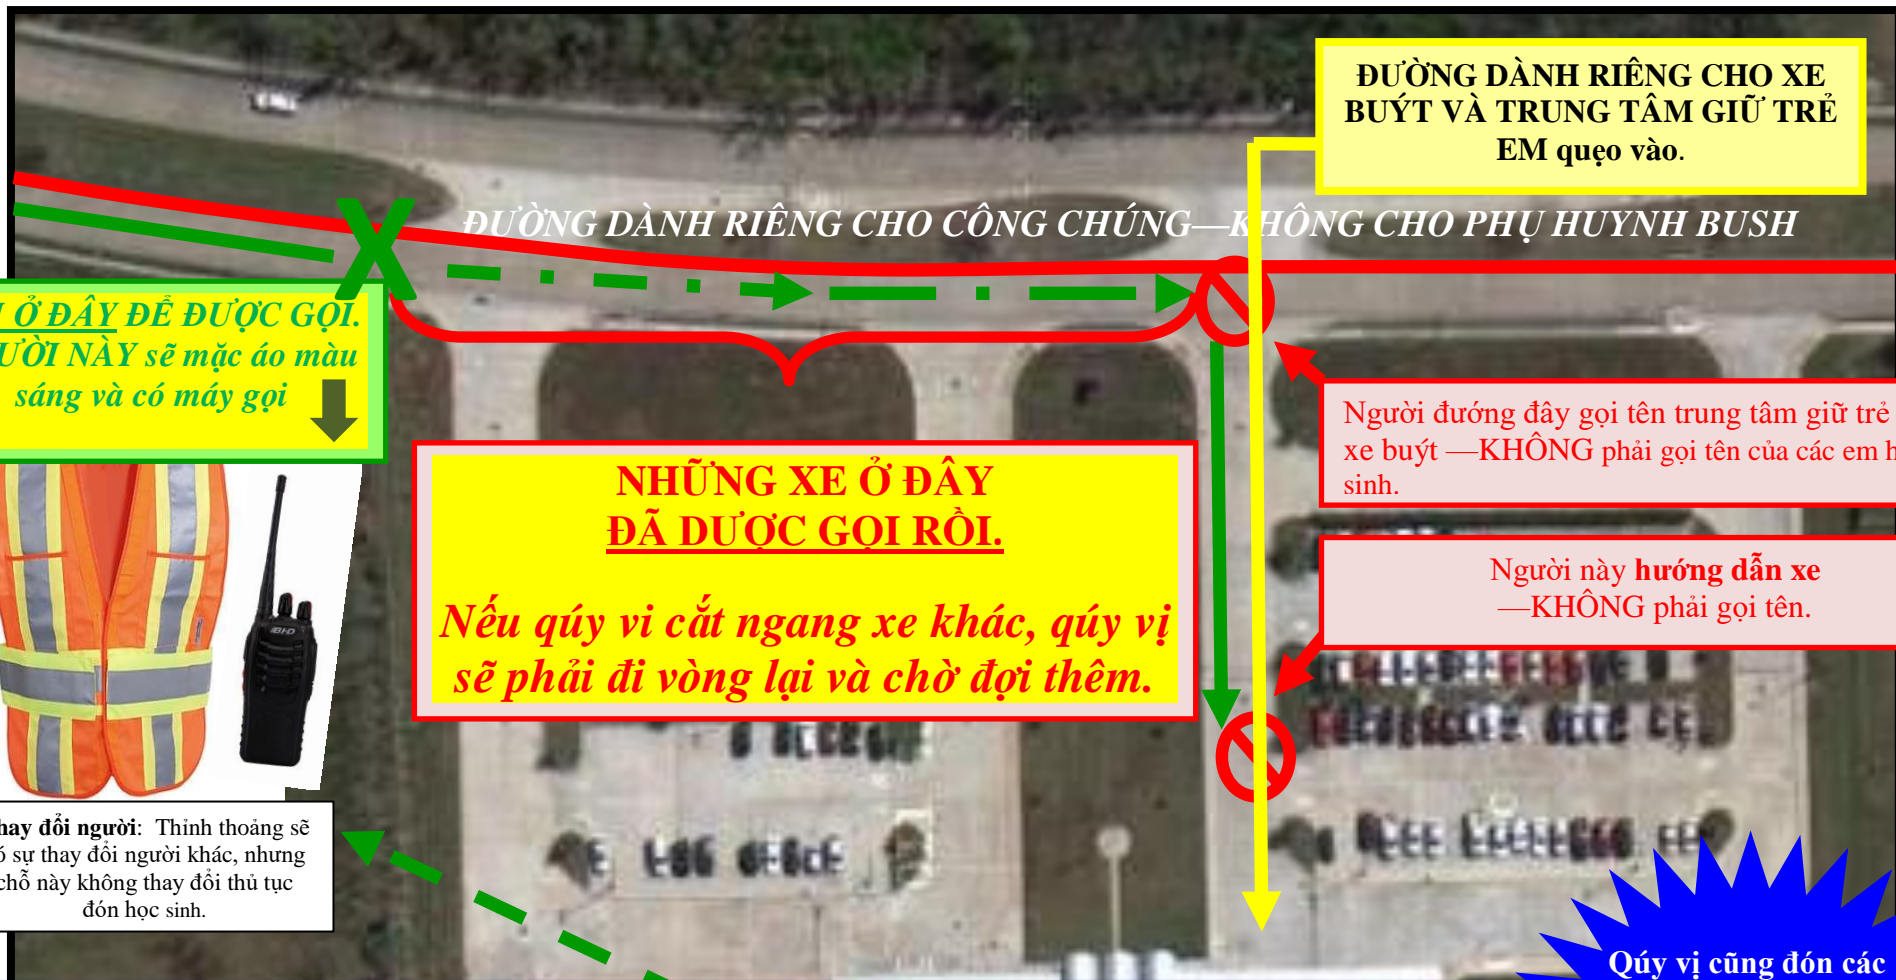 ĐƯỜNG DÀNH RIÊNG CHO XE
BUÝT VÀ TRUNG TÂM GIỮ TRẺ
EM quẹo vào.
ĐƯỜNG DÀNH RIÊNG CHO CÔNG CHÚNG—KHÔNG CHO PHỤ HUYNH BUSH
X
Ở ĐÂY ĐỂ ĐƯỢC GỌI.
NÀY sẽ mặc áo màu
sáng và có máy gọi
Người đướng đây gọi tên trung tâm giữ trẻ
xe buýt —KHÔNG phải gọi tên của các em
sinh.
NHỮNG XE Ở ĐÂY
ĐÃ DƯỢC GỌI RỒI.
Nếu qúy vi cắt ngang xe khác, qúy vị
sẽ phải đi vòng lại và chờ đợi thêm.
Người này hướng dẫn xe
—KHÔNG phải gọi tên.
đổi người: Thỉnh thoảng sẽ
sự thay đổi người khác, nhưng
chỗ này không thay đổi thủ tục
đón học sinh.
Qúy vị cũng đón các